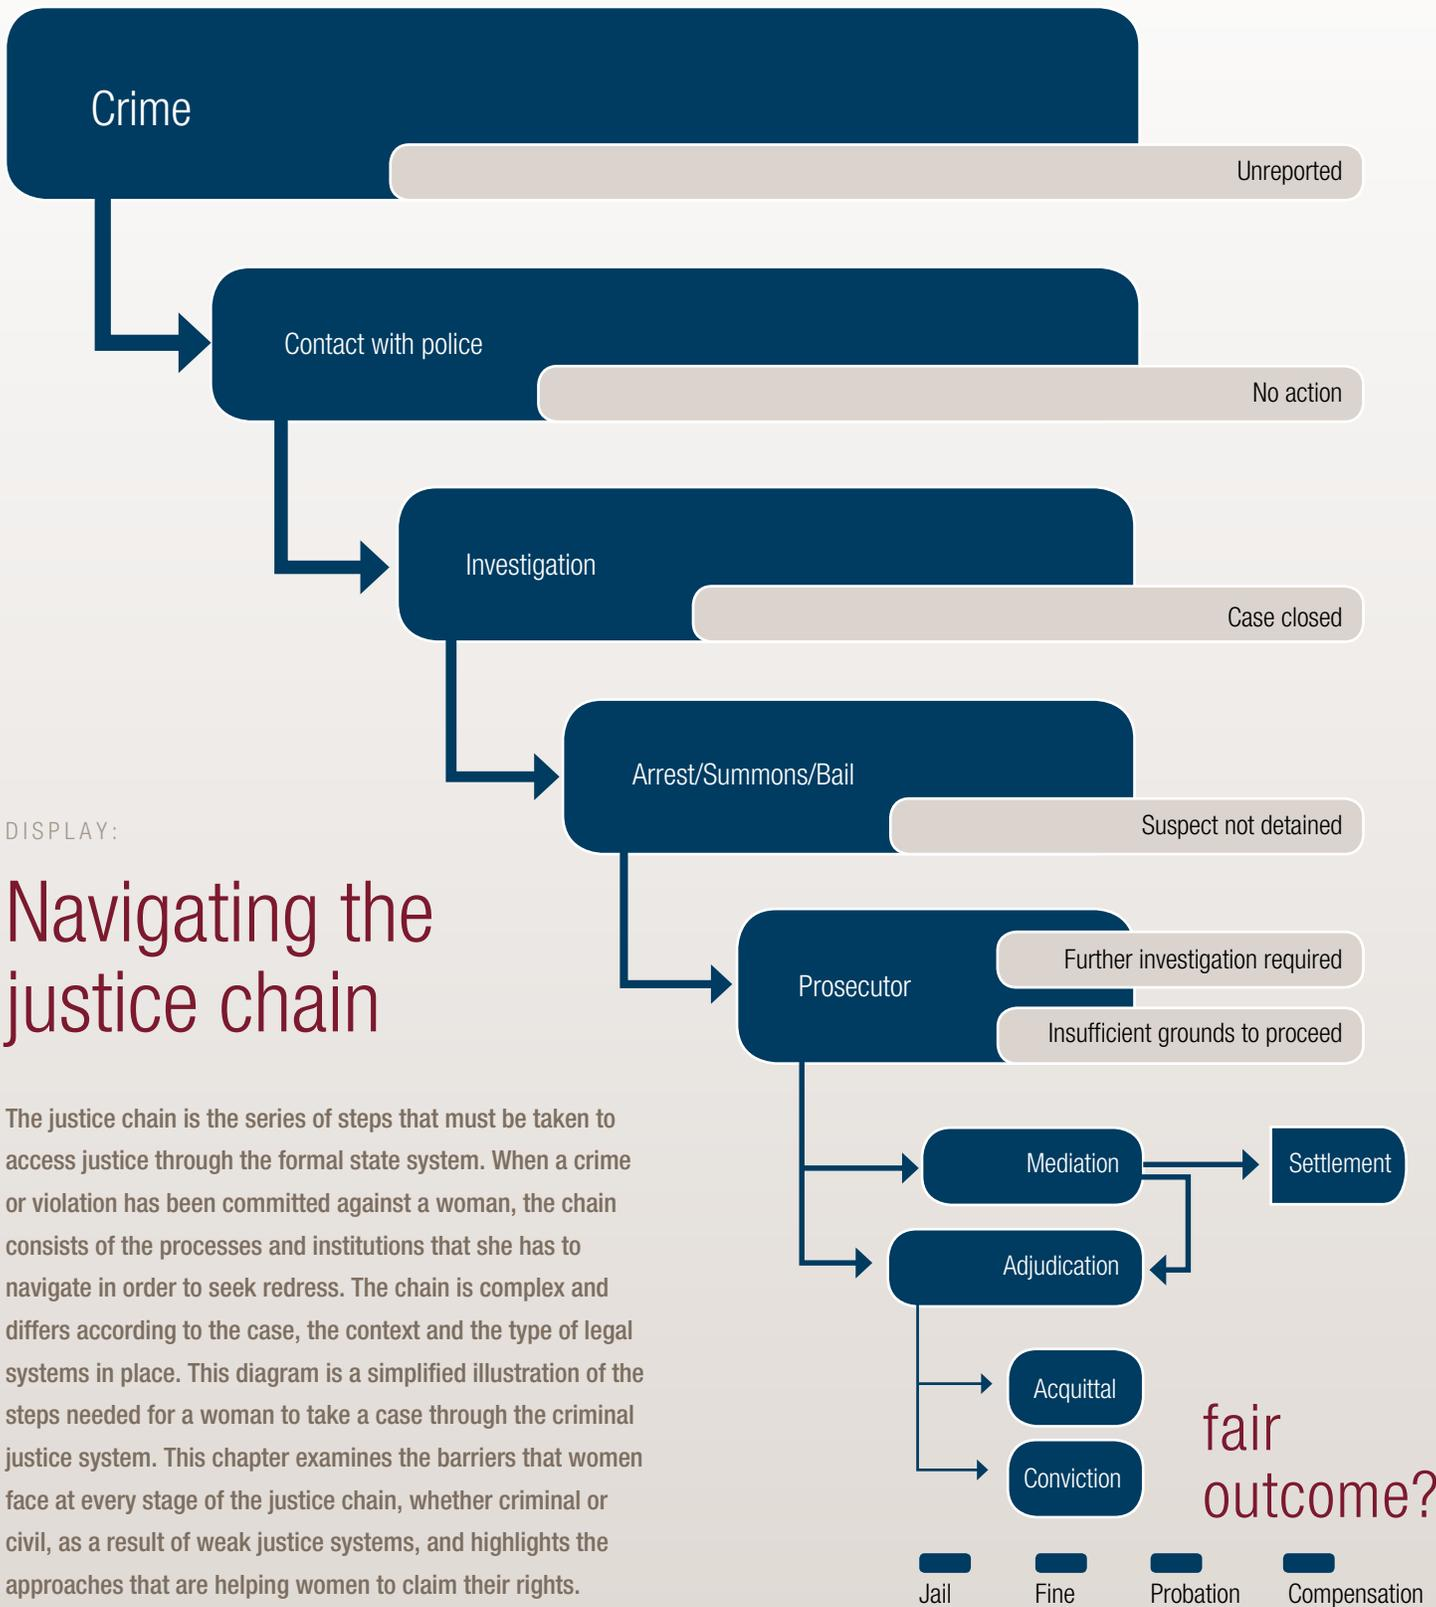 Crime
Unreported
Contact with police
No action
Investigation
Case closed
Arrest/Summons/Bail
Suspect not detained
DISPLAY:
Navigating the
justice chain
Prosecutor
Further investigation required
Insufficient grounds to proceed
The justice chain is the series of steps that must be taken to
access justice through the formal state system. When a crime
or violation has been committed against a woman, the chain
consists of the processes and institutions that she has to
navigate in order to seek redress. The chain is complex and
differs according to the case, the context and the type of legal
systems in place. This diagram is a simplified illustration of the
steps needed for a woman to take a case through the criminal
justice system. This chapter examines the barriers that women
face at every stage of the justice chain, whether criminal or
civil, as a result of weak justice systems, and highlights the
approaches that are helping women to claim their rights.
Mediation
Settlement
Adjudication
Acquittal
Conviction
fair
outcome?
Jail
Fine
Probation
Compensation